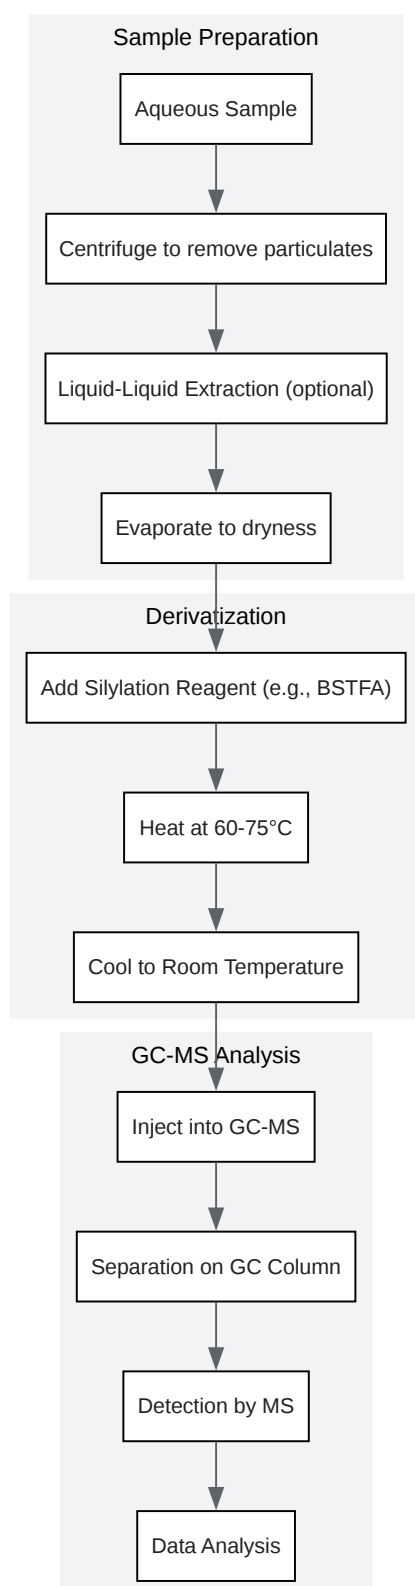 Sample Preparation
Aqueous Sample
Centrifuge to remove particulates
Liquid-Liquid Extraction (optional)
Evaporate to dryness
Derivatization
Add Silylation Reagent (e.g., BSTFA)
Heat at 60-75°C
Cool to Room Temperature
GC-MS Analysis
Inject into GC-MS
Separation on GC Column
Detection by MS
Data Analysis